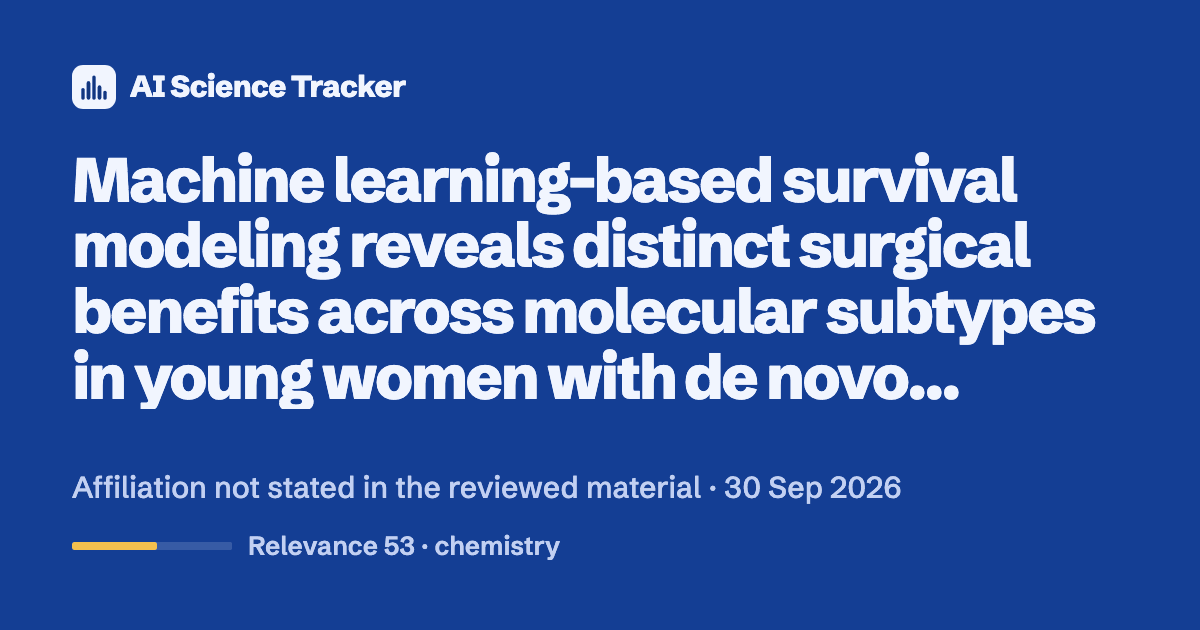 AI Science Tracker
Machine learning-based survival
modeling reveals distinct surgical
benefits across molecular subtypes
in young women with de novo...
Affiliation not stated in the reviewed material · 30 Sep 2026
Relevance 53 · chemistry